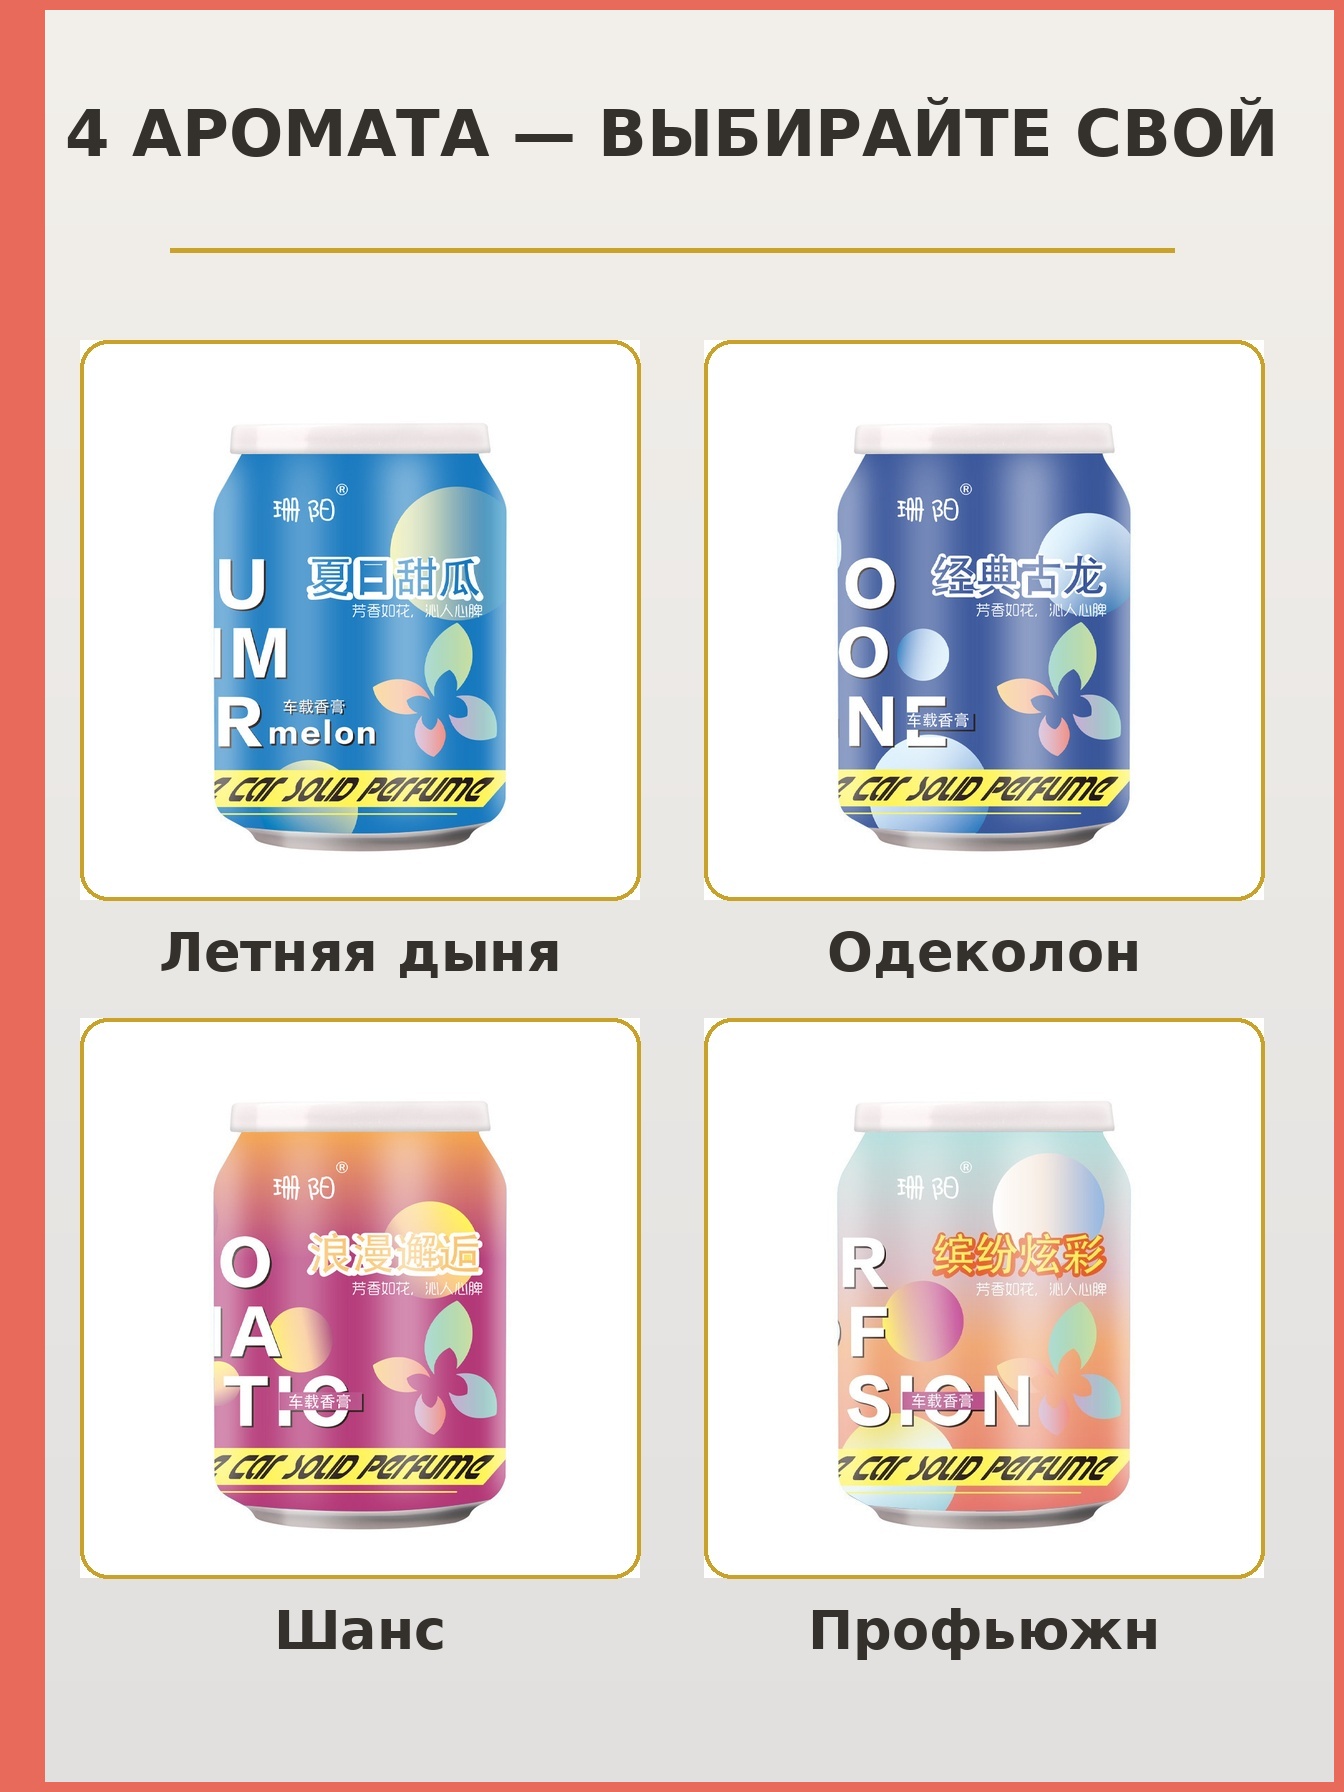 4 АРОМАТА — ВЫБИРАЙТЕ СВОЙ
珊阳®
夏日甜瓜
芳香如花，沁人心脾
U
IM
车载香膏
R melon
CAR SOLID PERFUME
珊阳®
经典古龙
芳香如花，沁人心脾
O
O
NE
车载香膏
CAR SOLID PERFUME
Летняя дыня
Одеколон
珊阳®
浪漫邂逅
芳香如花，沁人心脾
O
MA
TIC
车载香膏
CAR SOLID PERFUME
珊阳®
缤纷炫彩
芳香如花，沁人心脾
R
OF
SION
车载香膏
CAR SOLID PERFUME
Шанс
Профьюжн